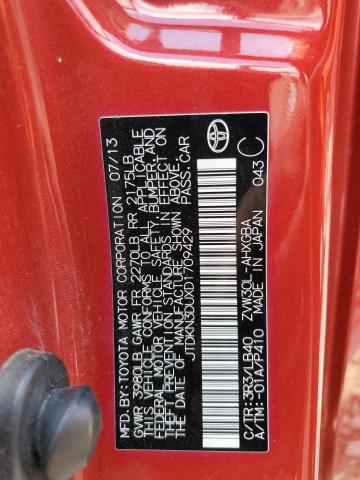 MFD. BY:TOYOTA MOTOR CORPORATION 07/13
GVWR 3980LB GAWR FR 2270LB RR 2175LB
THIS VEHICLE CONFORMS TO ALL APPLICABLE
FEDERAL MOTOR VEHICLE SAFETY, BUMPER, AND
THEFT PREVENTION STANDARDS IN EFFECT ON
THE DATE OF MANUFACTURE SHOWN ABOVE.
JTDKN3DUXD1709429 PASS.CAR
C/TR:3R3/LB40 ZVW30L-AHXGBA
A/TM:-01A/P410 MADE IN JAPAN
043 C
TOYOTA